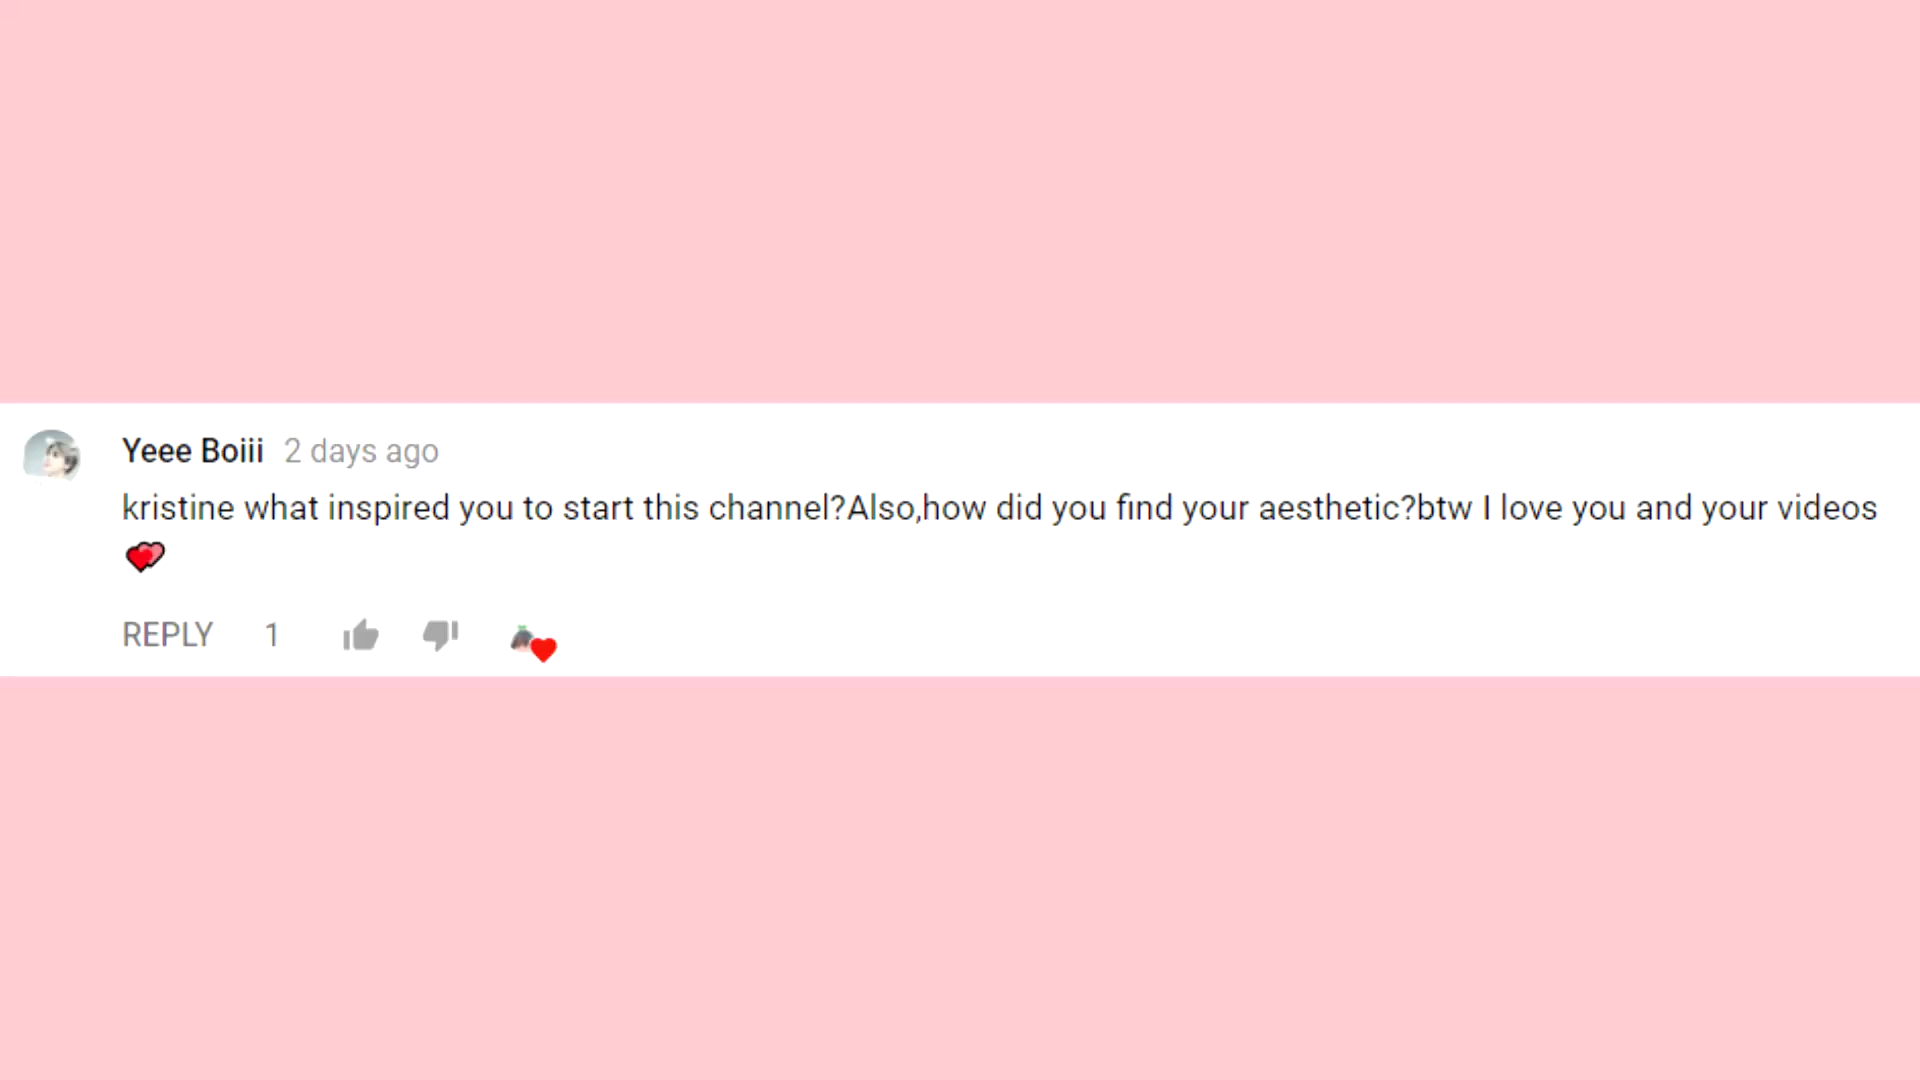 Yeee Boiii 2 days ago
kristine what inspired you to start this channel?Also,how did you find your aesthetic?btw I love you and your videos
💕
REPLY 1